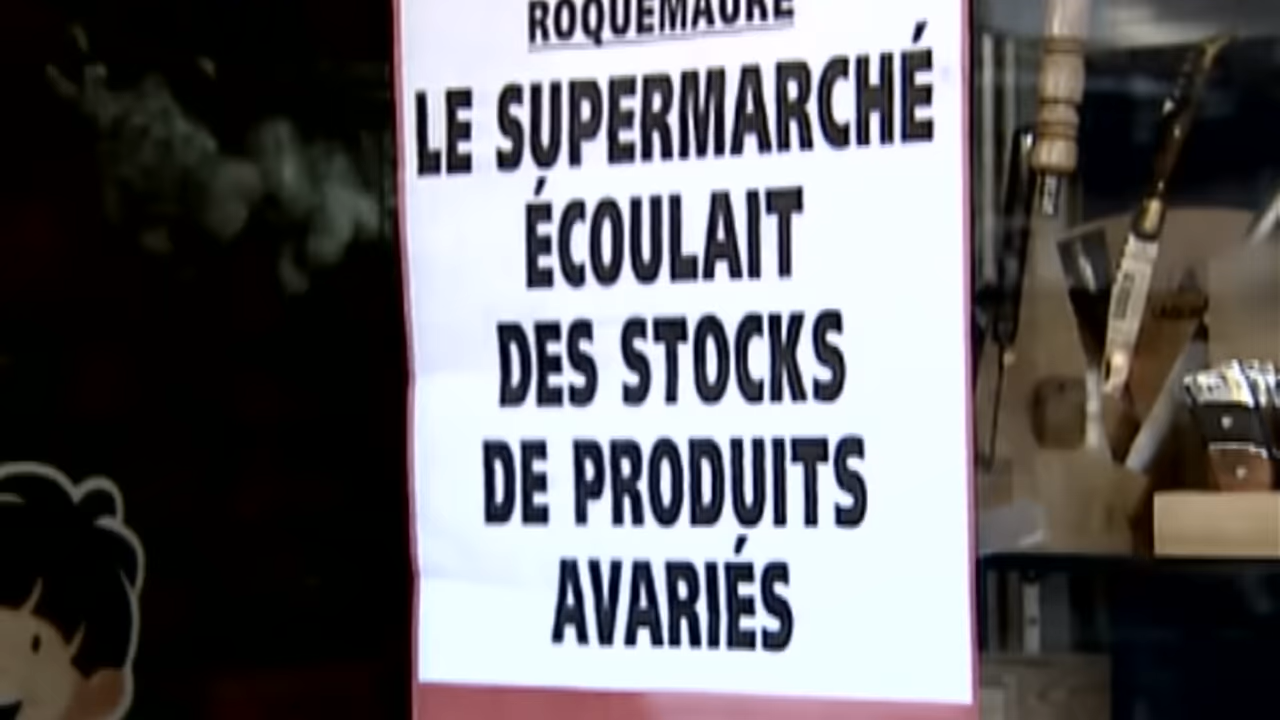 ROQUEMAURE
LE SUPERMARCHÉ
ÉCOULAIT
DES STOCKS
DE PRODUITS
AVARIÉS